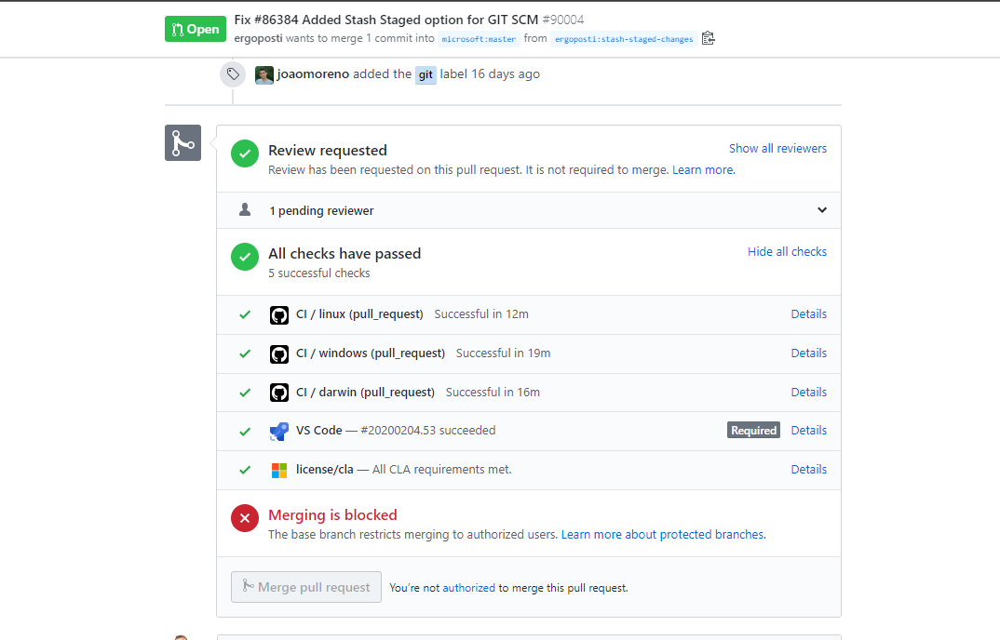 Open
Fix #86384 Added Stash Staged option for GIT SCM #90004
ergoposti wants to merge 1 commit into microsoft:master from ergoposti:stash-staged-changes
joaomoreno added the git label 16 days ago
Review requested
Show all reviewers
Review has been requested on this pull request. It is not required to merge. Learn more.
1 pending reviewer
All checks have passed
Hide all checks
5 successful checks
CI / linux (pull_request) Successful in 12m Details
CI / windows (pull_request) Successful in 19m Details
CI / darwin (pull_request) Successful in 16m Details
VS Code — #20200204.53 succeeded Required Details
license/cla — All CLA requirements met. Details
Merging is blocked
The base branch restricts merging to authorized users. Learn more about protected branches.
Merge pull request You're not authorized to merge this pull request.